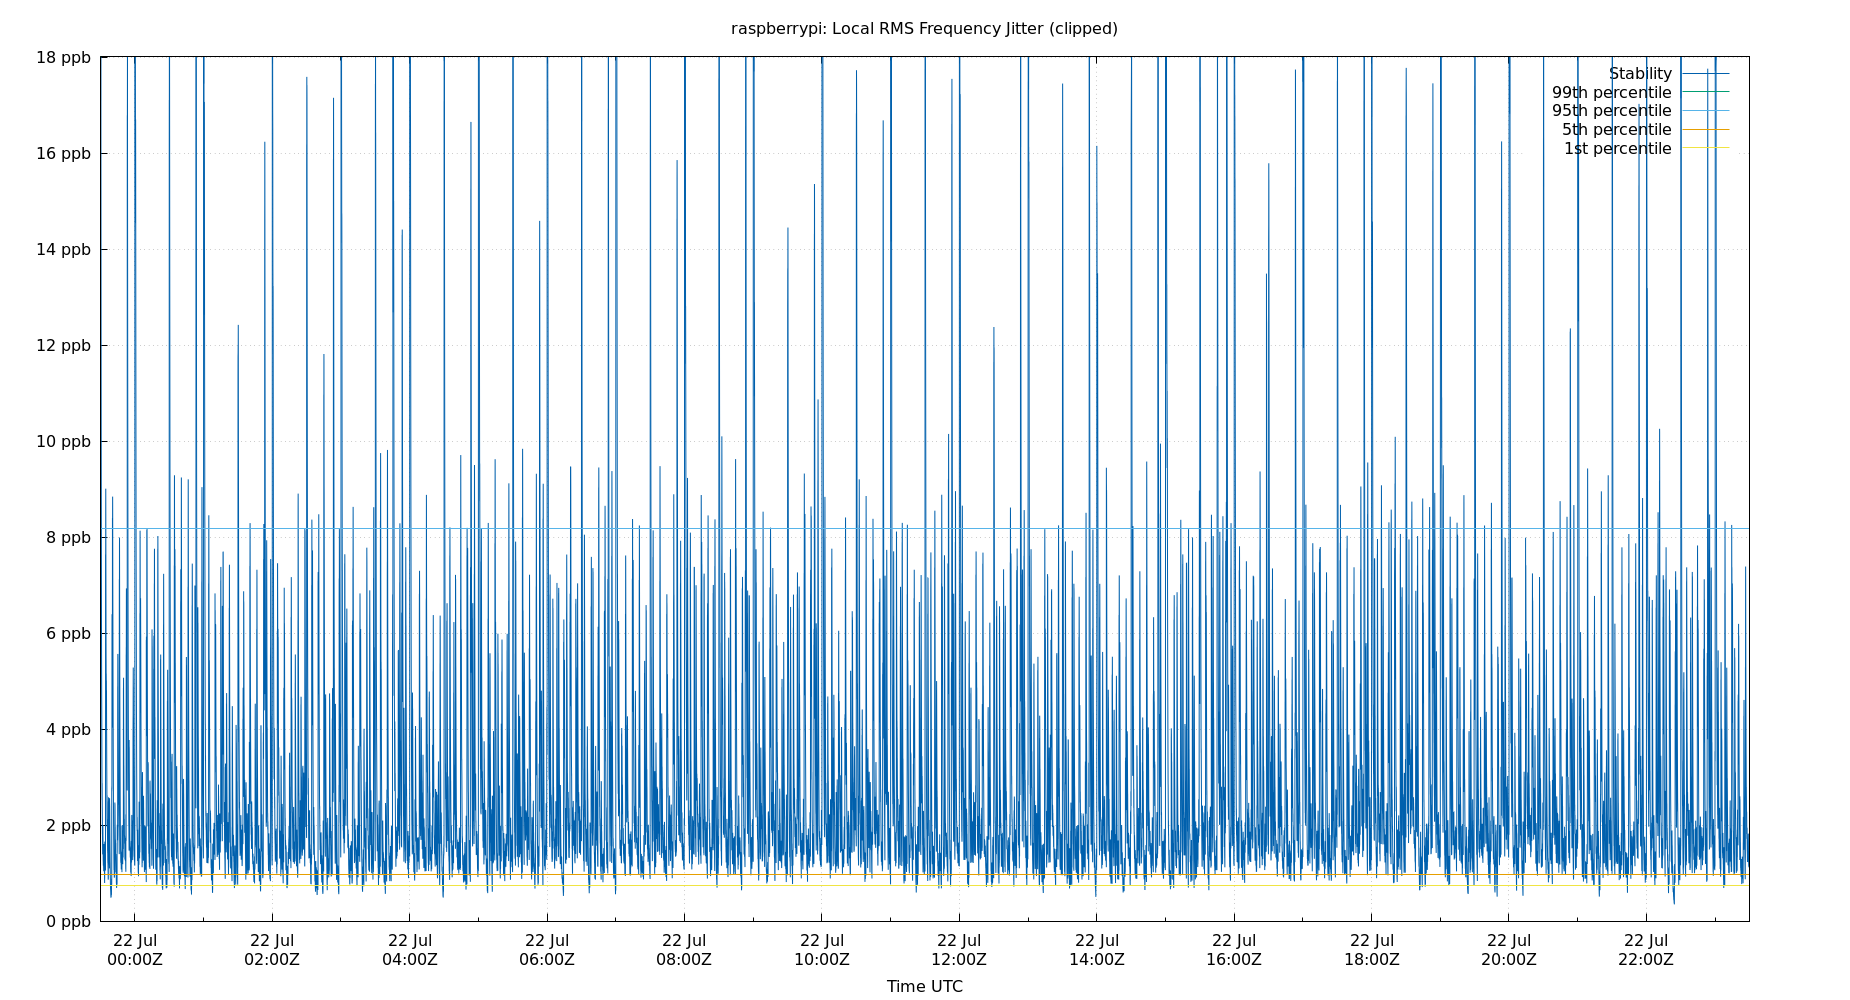 raspberrypi: Local RMS Frequency Jitter (clipped)
18 ppb
16 ppb
14 ppb
12 ppb
10 ppb
8 ppb
6 ppb
4 ppb
2 ppb
0 ppb
Stability
99th percentile
95th percentile
5th percentile
1st percentile
22 Jul 22 Jul 22 Jul 22 Jul 22 Jul 22 Jul 22 Jul 22 Jul 22 Jul 22 Jul 22 Jul 22 Jul
00:00Z 02:00Z 04:00Z 06:00Z 08:00Z 10:00Z 12:00Z 14:00Z 16:00Z 18:00Z 20:00Z 22:00Z
Time UTC